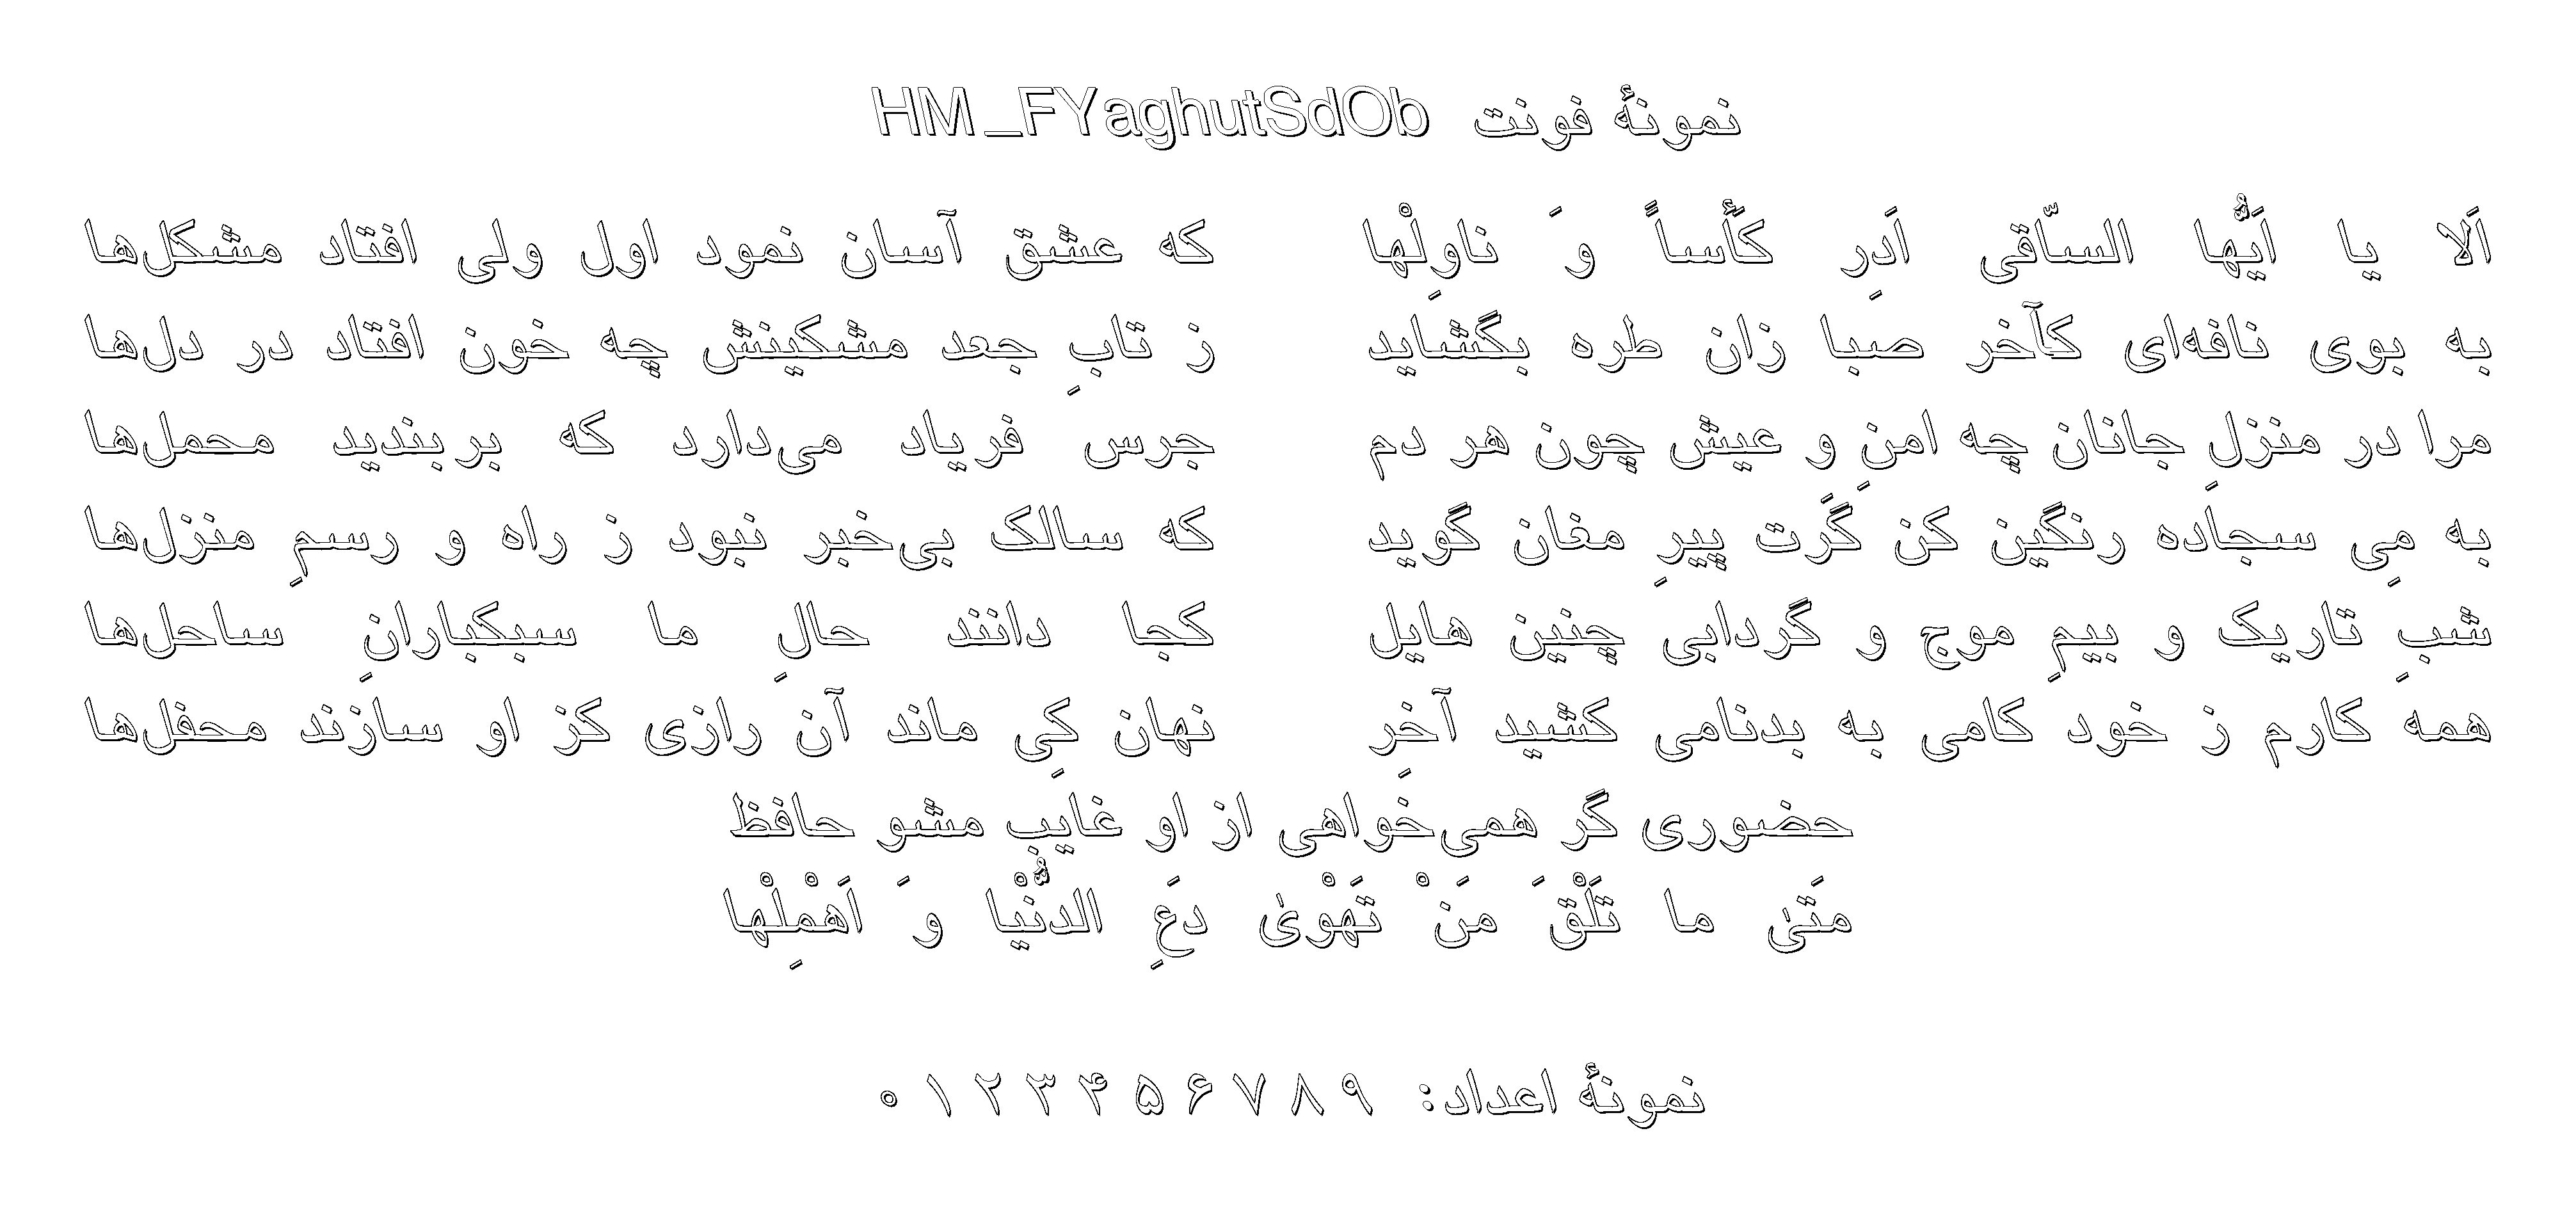 نمونهٔ فونت HM_FYaghutSdOb
اَلا یا اَیُّها السّاقی اَدِر کَأساً وَ ناوِلْها که عشق آسان نمود اول ولی افتاد مشکل‌ها
به بوی نافه‌ای کآخر صبا زان طره بگشاید ز تابِ جعد مشکینش چه خون افتاد در دل‌ها
مرا در منزلِ جانان چه امنِ و عیش چون هر دم جرس فریاد می‌دارد که بربندید محمل‌ها
به مِی سجاده رنگین کن گَرَت پیرِ مغان گوید که سالک بی‌خبر نبود ز راه و رسمِ منزل‌ها
شبِ تاریک و بیمِ موج و گردابی چنین هایل کجا دانند حالِ ما سبکبارانِ ساحل‌ها
همه کارم ز خود کامی به بدنامی کشید آخِر نهان کِی ماند آن رازی کز او سازند محفل‌ها
حضوری گر همی‌خواهی از او غایب مشو حافظ
مَتَیٰ ما تَلْقَ مَنْ تَهْویٰ دَعِ الدُّنْیا وَ اَهْمِلْها
نمونهٔ اعداد: ۹ ۸ ۷ ۶ ۵ ۴ ۳ ۲ ۱ ۰